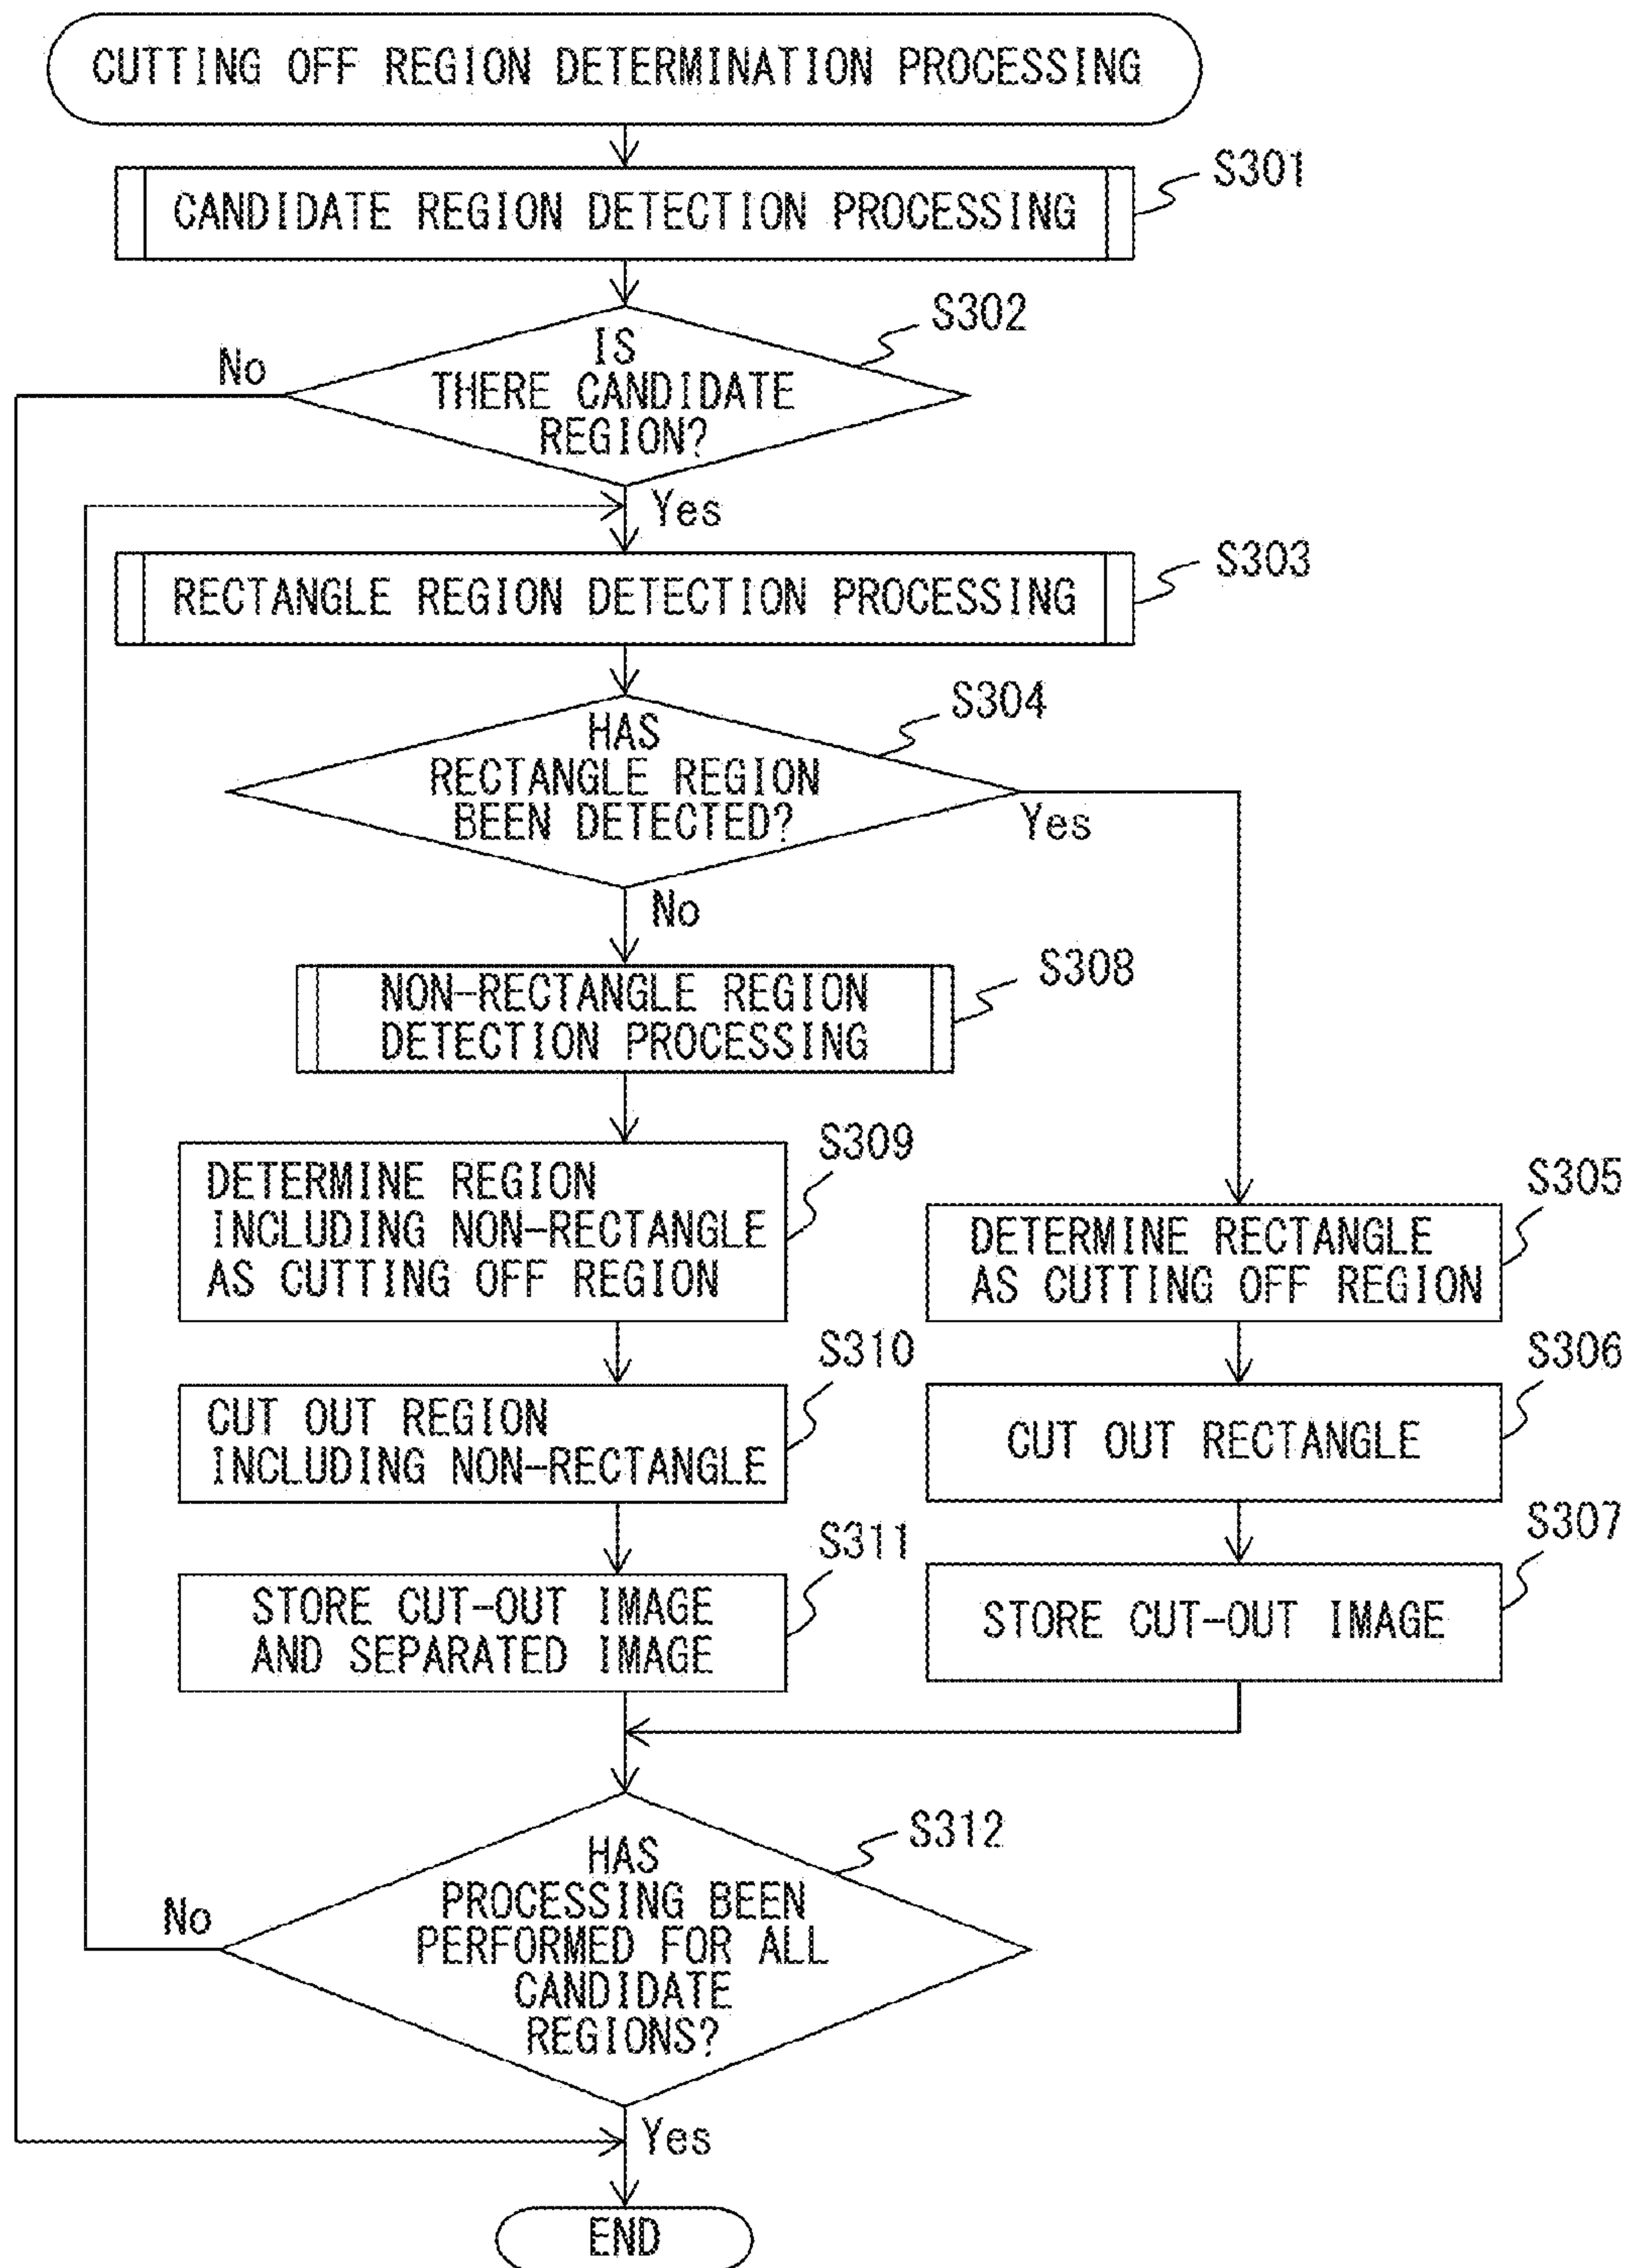 CUTTING OFF REGION DETERMINATION PROCESSING
S301
CANDIDATE REGION DETECTION PROCESSING
S302
IS
THERE CANDIDATE
REGION?
No
Yes
S303
RECTANGLE REGION DETECTION PROCESSING
S304
HAS
RECTANGLE REGION
BEEN DETECTED?
Yes
No
S308
NON-RECTANGLE REGION
DETECTION PROCESSING
S309
DETERMINE REGION
INCLUDING NON-RECTANGLE
AS CUTTING OFF REGION
S305
DETERMINE RECTANGLE
AS CUTTING OFF REGION
S310
CUT OUT REGION
INCLUDING NON-RECTANGLE
S306
CUT OUT RECTANGLE
S311
STORE CUT-OUT IMAGE
AND SEPARATED IMAGE
S307
STORE CUT-OUT IMAGE
S312
HAS
PROCESSING BEEN
PERFORMED FOR ALL
CANDIDATE
REGIONS?
No
Yes
END